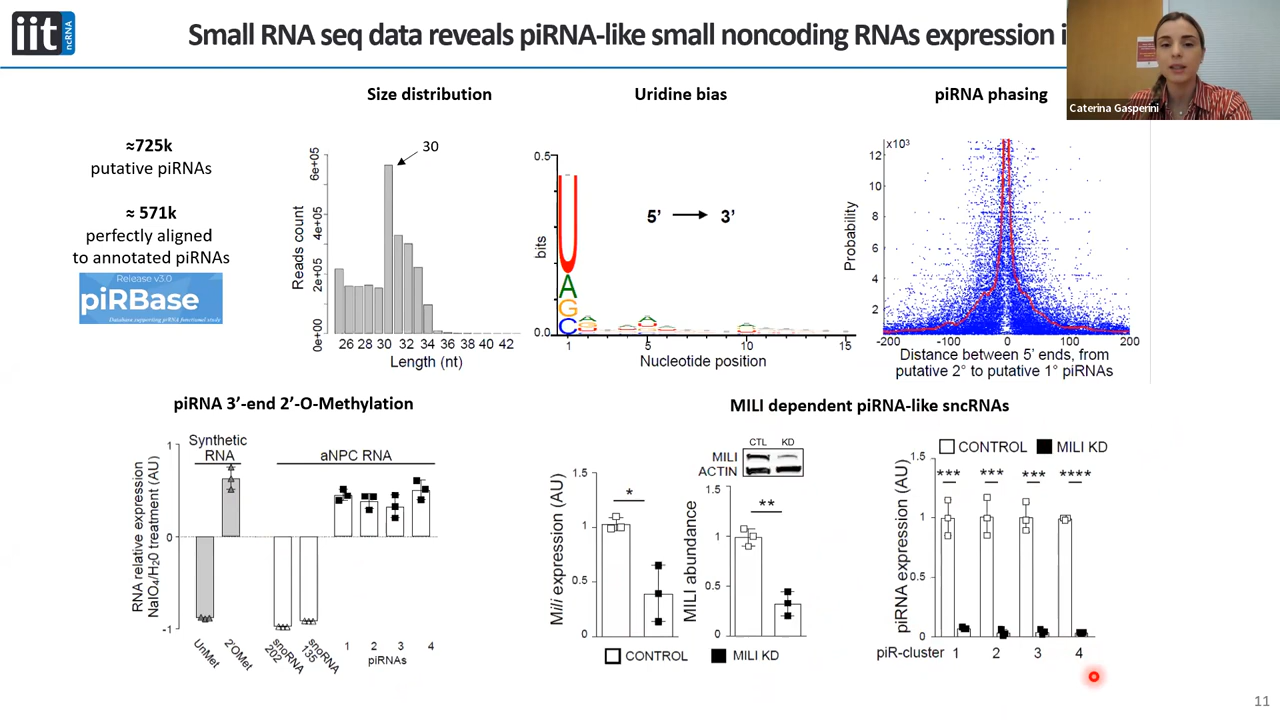 iit
ncRNA
Small RNA seq data reveals piRNA-like small noncoding RNAs expression i
Caterina Gasperini
Size distribution
Uridine bias
piRNA phasing
≈725k
putative piRNAs
≈ 571k
perfectly aligned
to annotated piRNAs
Release v3.0
piRBase
Database supporting piRNA functional study
30
6e+05
4e+05
2e+05
0e+00
Reads count
26 28 30 32 34 36 38 40 42
Length (nt)
0.5
bits
0.0
U
A
G
C
5’ → 3’
1 5 10 15
Nucleotide position
x10³
12
10
8
6
4
2
Probability
-200 -100 0 100 200
Distance between 5’ ends, from
putative 2° to putative 1° piRNAs
piRNA 3’-end 2’-O-Methylation
Synthetic
RNA
aNPC RNA
RNA relative expression
NaIO₄/H₂0 treatment (AU)
1
0
-1
UnMet
2'OMet
snoRNA
202
snoRNA
135
1 2 3 4
piRNAs
MILI dependent piRNA-like sncRNAs
CTL KD
MILI
ACTIN
Mili expression (AU)
1
0.5
0
*
MILI abundance
1.5
1
0.5
0
**
CONTROL MILI KD
CONTROL MILI KD
piRNA expression (AU)
1.5
1
0.5
0
*** *** *** ****
piR-cluster 1 2 3 4
11